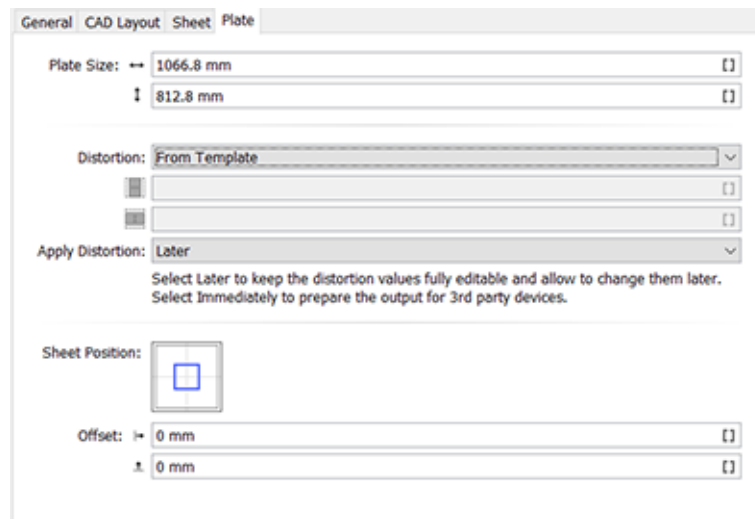 General CAD Layout Sheet Plate
Plate Size: 1066.8 mm
812.8 mm
Distortion: From Template
Apply Distortion: Later
Select Later to keep the distortion values fully editable and allow to change them later.
Select Immediately to prepare the output for 3rd party devices.
Sheet Position:
Offset: 0 mm
0 mm